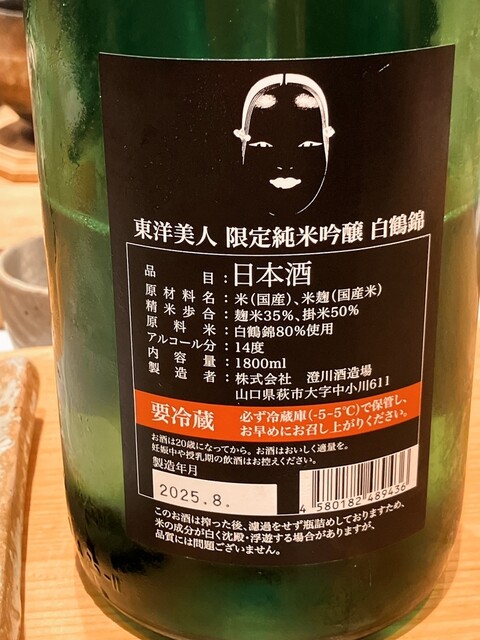 東洋美人 限定純米吟醸 白鶴錦
品目：日本酒
原材料名：米（国産）、米麹（国産米）
精米歩合：麹米35％、掛米50％
原料米：白鶴錦80％使用
アルコール分：14度
内容量：1800ml
製造者：株式会社 澄川酒造場
山口県萩市大字中小川611
要冷蔵
必ず冷蔵庫（-5-5℃）で保管し、
お早めにお召し上がりください。
お酒は20歳になってから。お酒はおいしく適量を。
妊娠中や授乳期の飲酒はお控えください。
製造年月
2025.8.
4 580182 489436
このお酒は搾った後、濾過をせず瓶詰めしておりますため、
米の成分が白く沈殿・浮遊する場合がありますが、
品質には問題ございません。